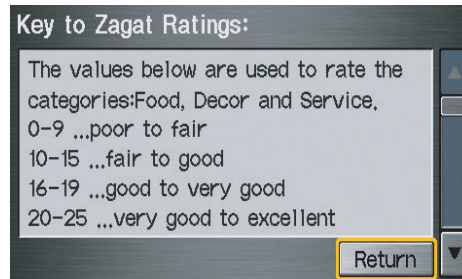 Key to Zagat Ratings:
The values below are used to rate the
categories:Food, Decor and Service.
0-9 ...poor to fair
10-15 ...fair to good
16-19 ...good to very good
20-25 ...very good to excellent
Return